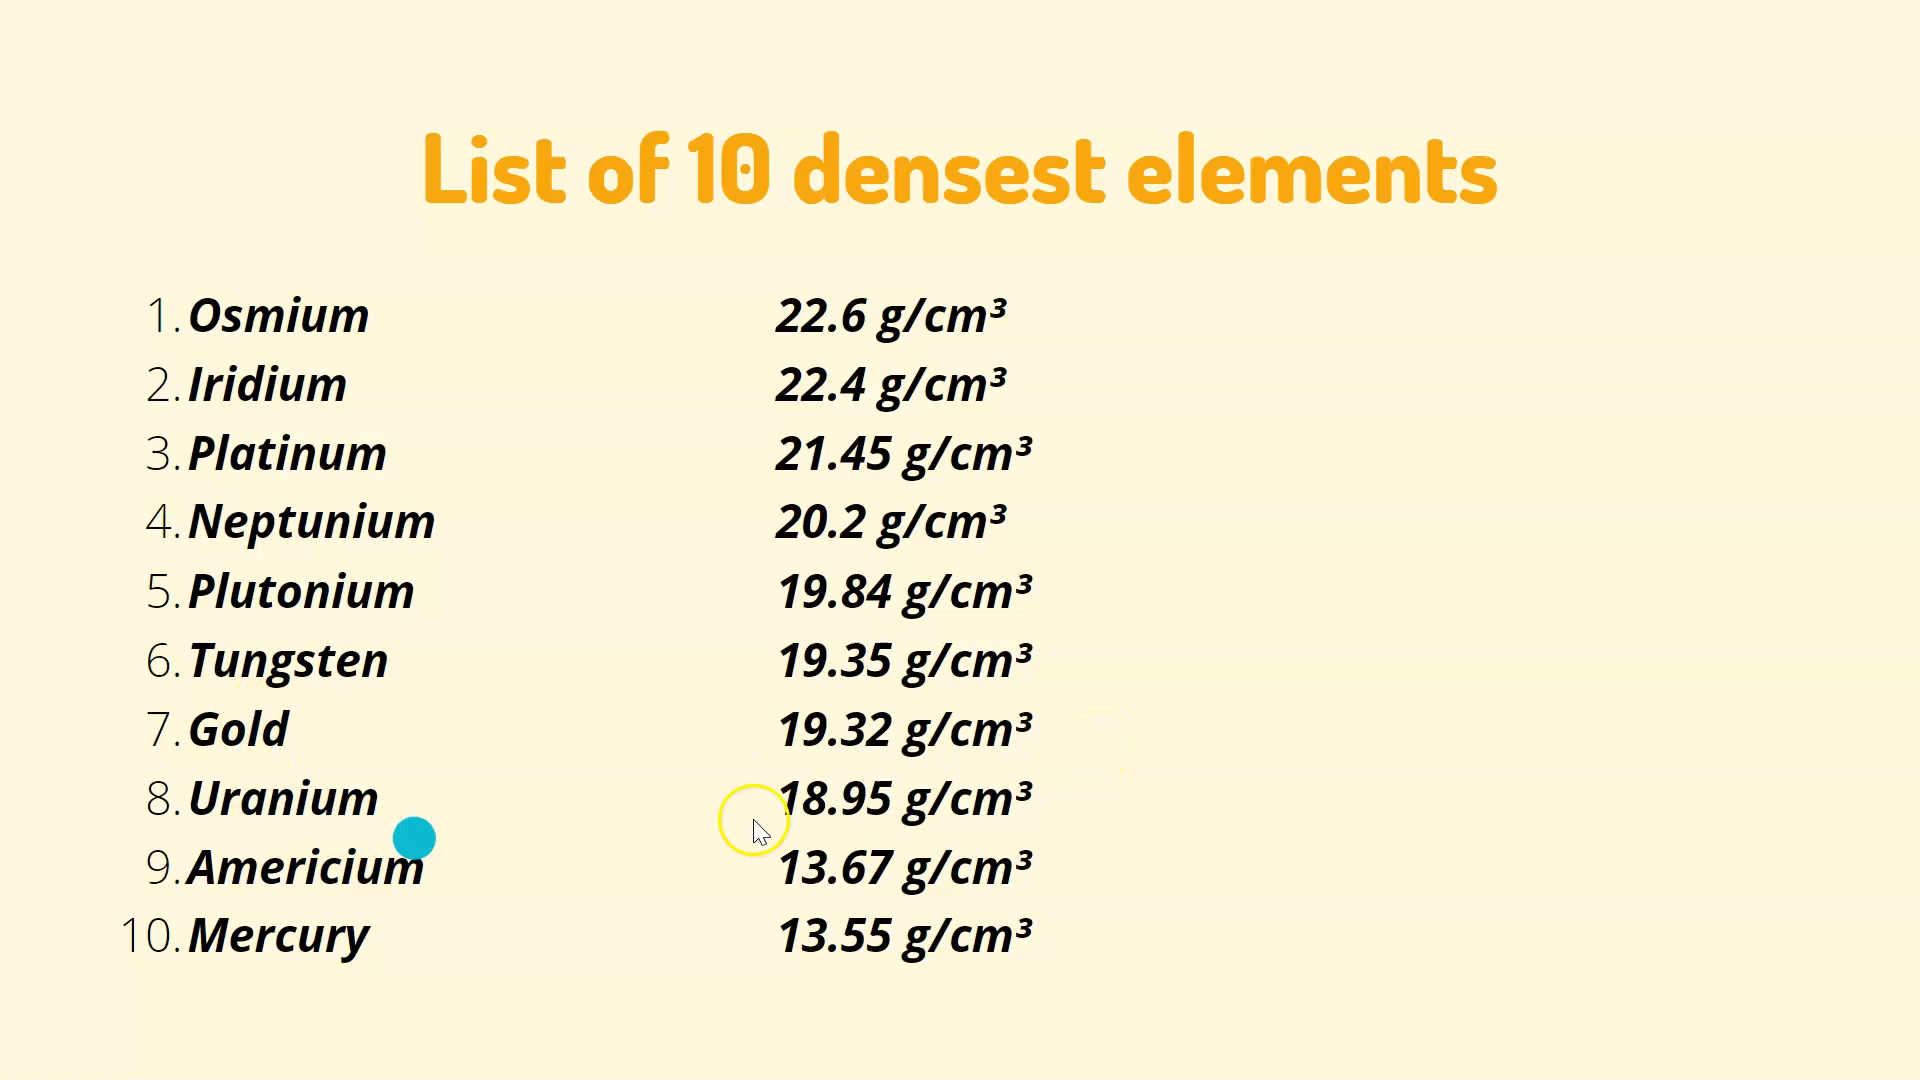 List of 10 densest elements
1. Osmium 22.6 g/cm³
2. Iridium 22.4 g/cm³
3. Platinum 21.45 g/cm³
4. Neptunium 20.2 g/cm³
5. Plutonium 19.84 g/cm³
6. Tungsten 19.35 g/cm³
7. Gold 19.32 g/cm³
8. Uranium 18.95 g/cm³
9. Americium 13.67 g/cm³
10. Mercury 13.55 g/cm³